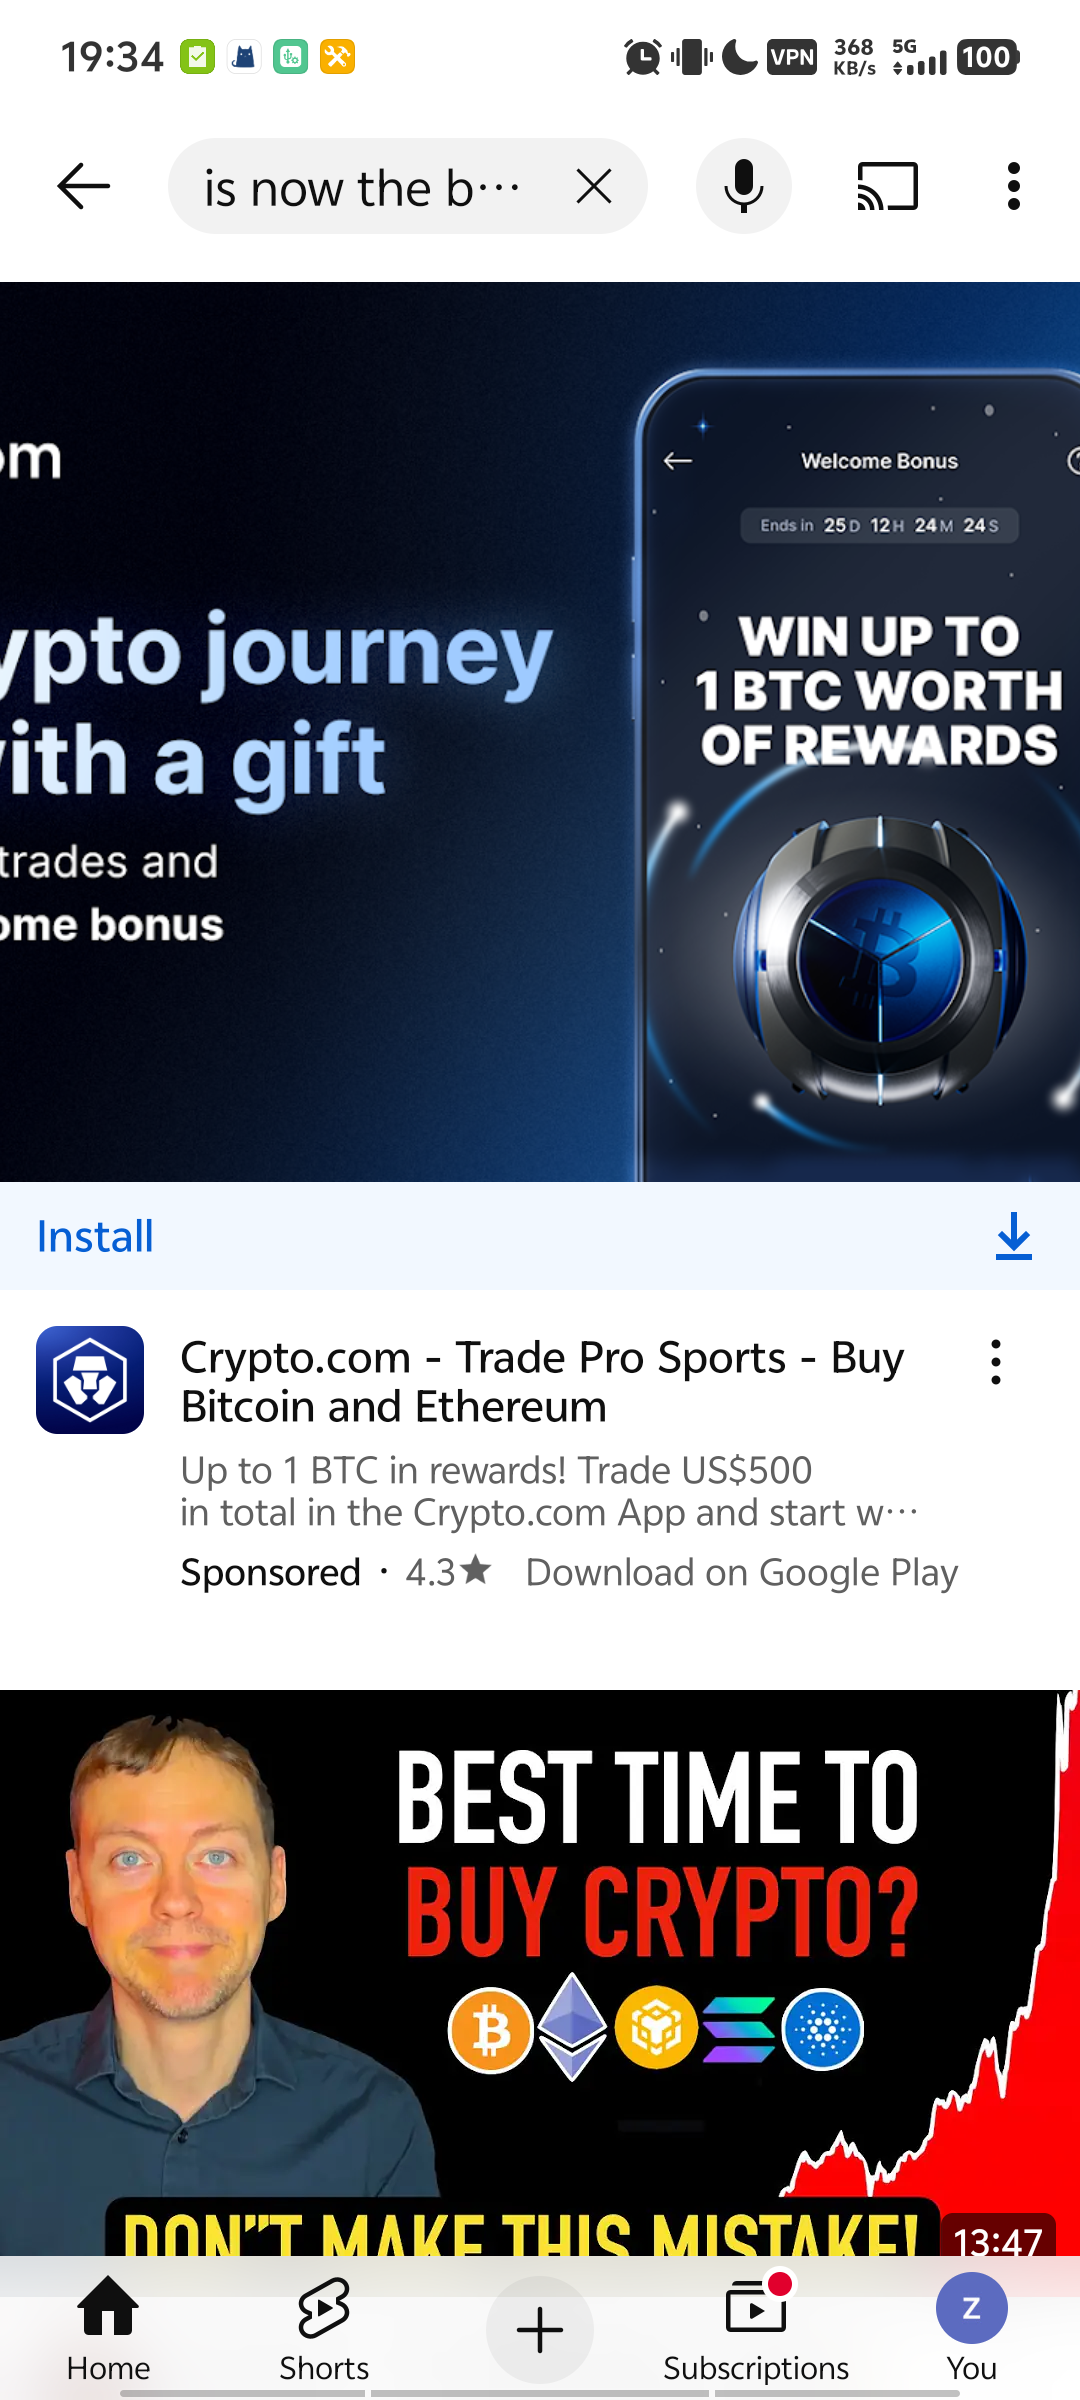 19:34
VPN
368 KB/s
5G
100
is now the b…
om
ypto journey
ith a gift
trades and
ome bonus
Welcome Bonus
Ends in 25 D 12 H 24 M 24 S
WIN UP TO
1 BTC WORTH
OF REWARDS
Install
Crypto.com - Trade Pro Sports - Buy
Bitcoin and Ethereum
Up to 1 BTC in rewards! Trade US$500
in total in the Crypto.com App and start w…
Sponsored · 4.3★ Download on Google Play
BEST TIME TO
BUY CRYPTO?
DON"T MAKE THIS MISTAKE!
13:47
Home
Shorts
Subscriptions
Z
You